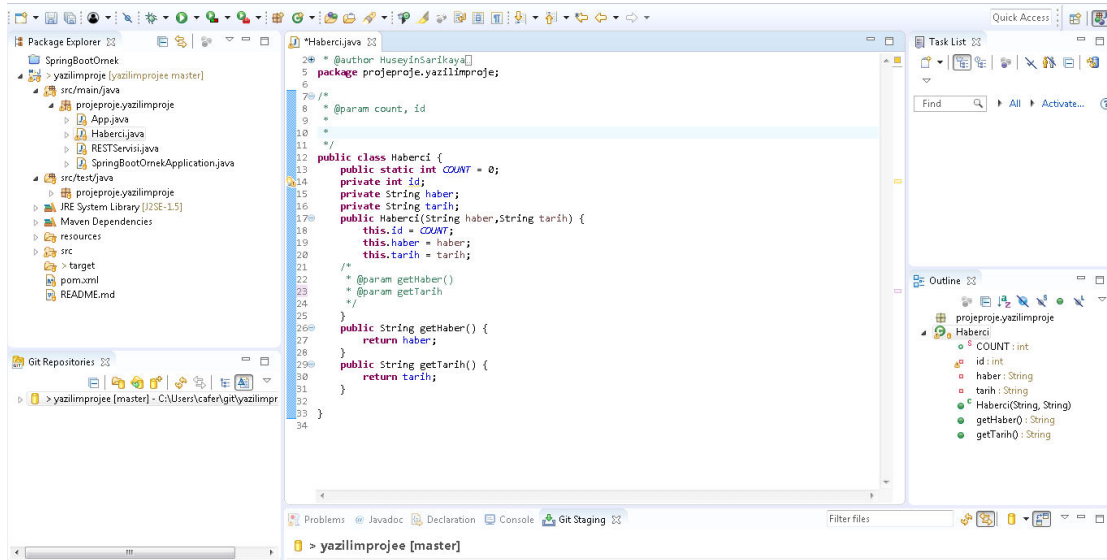 Quick Access
Package Explorer
SpringBootOrnek
> yazilimproje [yazilimprojee master]
src/main/java
projeproje.yazilimproje
App.java
Haberci.java
RESTServisi.java
SpringBootOrnekApplication.java
src/test/java
projeproje.yazilimproje
JRE System Library [J2SE-1.5]
Maven Dependencies
resources
src
> target
pom.xml
README.md
Git Repositories
> yazilimprojee [master] - C:\Users\cafer\git\yazilimpr
*Haberci.java
2 * @author HuseyinSarikaya
5 package projeproje.yazilimproje;
6
7 /*
8 * @param count, id
9 *
10 *
11 */
12 public class Haberci {
13 public static int COUNT = 0;
14 private int id;
15 private String haber;
16 private String tarih;
17 public Haberci(String haber,String tarih) {
18 this.id = COUNT;
19 this.haber = haber;
20 this.tarih = tarih;
21 /*
22 * @param getHaber()
23 * @param getTarih
24 */
25 }
26 public String getHaber() {
27 return haber;
28 }
29 public String getTarih() {
30 return tarih;
31 }
32
33 }
34
Problems Javadoc Declaration Console Git Staging
Filter files
> yazilimprojee [master]
Task List
Find All Activate...
Outline
projeproje.yazilimproje
Haberci
COUNT : int
id : int
haber : String
tarih : String
Haberci(String, String)
getHaber() : String
getTarih() : String